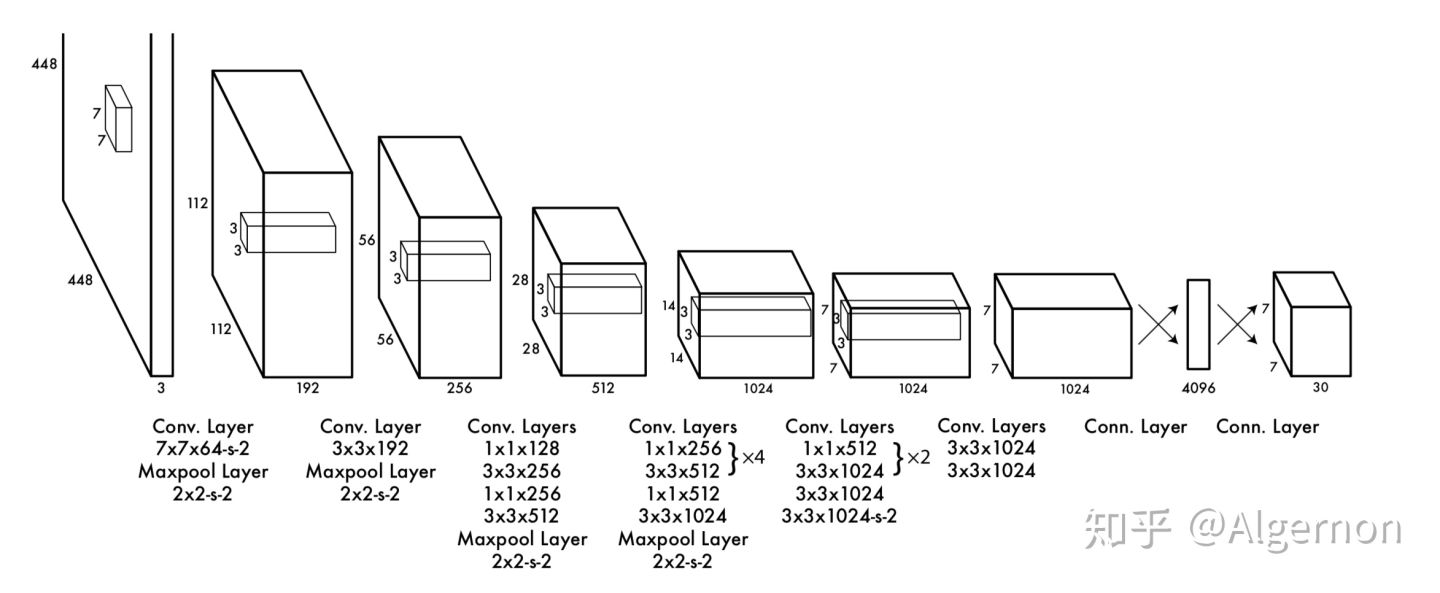 448
7
7
448
3
112
3
3
112
192
56
3
3
56
256
28
3
3
28
512
14
3
3
14
1024
7
3
3
7
1024
7
7
1024
4096
7
7
30
Conv. Layer
7x7x64-s-2
Maxpool Layer
2x2-s-2
Conv. Layer
3x3x192
Maxpool Layer
2x2-s-2
Conv. Layers
1x1x128
3x3x256
1x1x256
3x3x512
Maxpool Layer
2x2-s-2
Conv. Layers
1x1x256
3x3x512
}×4
1x1x512
3x3x1024
Maxpool Layer
2x2-s-2
Conv. Layers
1x1x512
3x3x1024
}×2
3x3x1024
3x3x1024-s-2
Conv. Layers
3x3x1024
3x3x1024
Conn. Layer
Conn. Layer
知乎 @Algernon